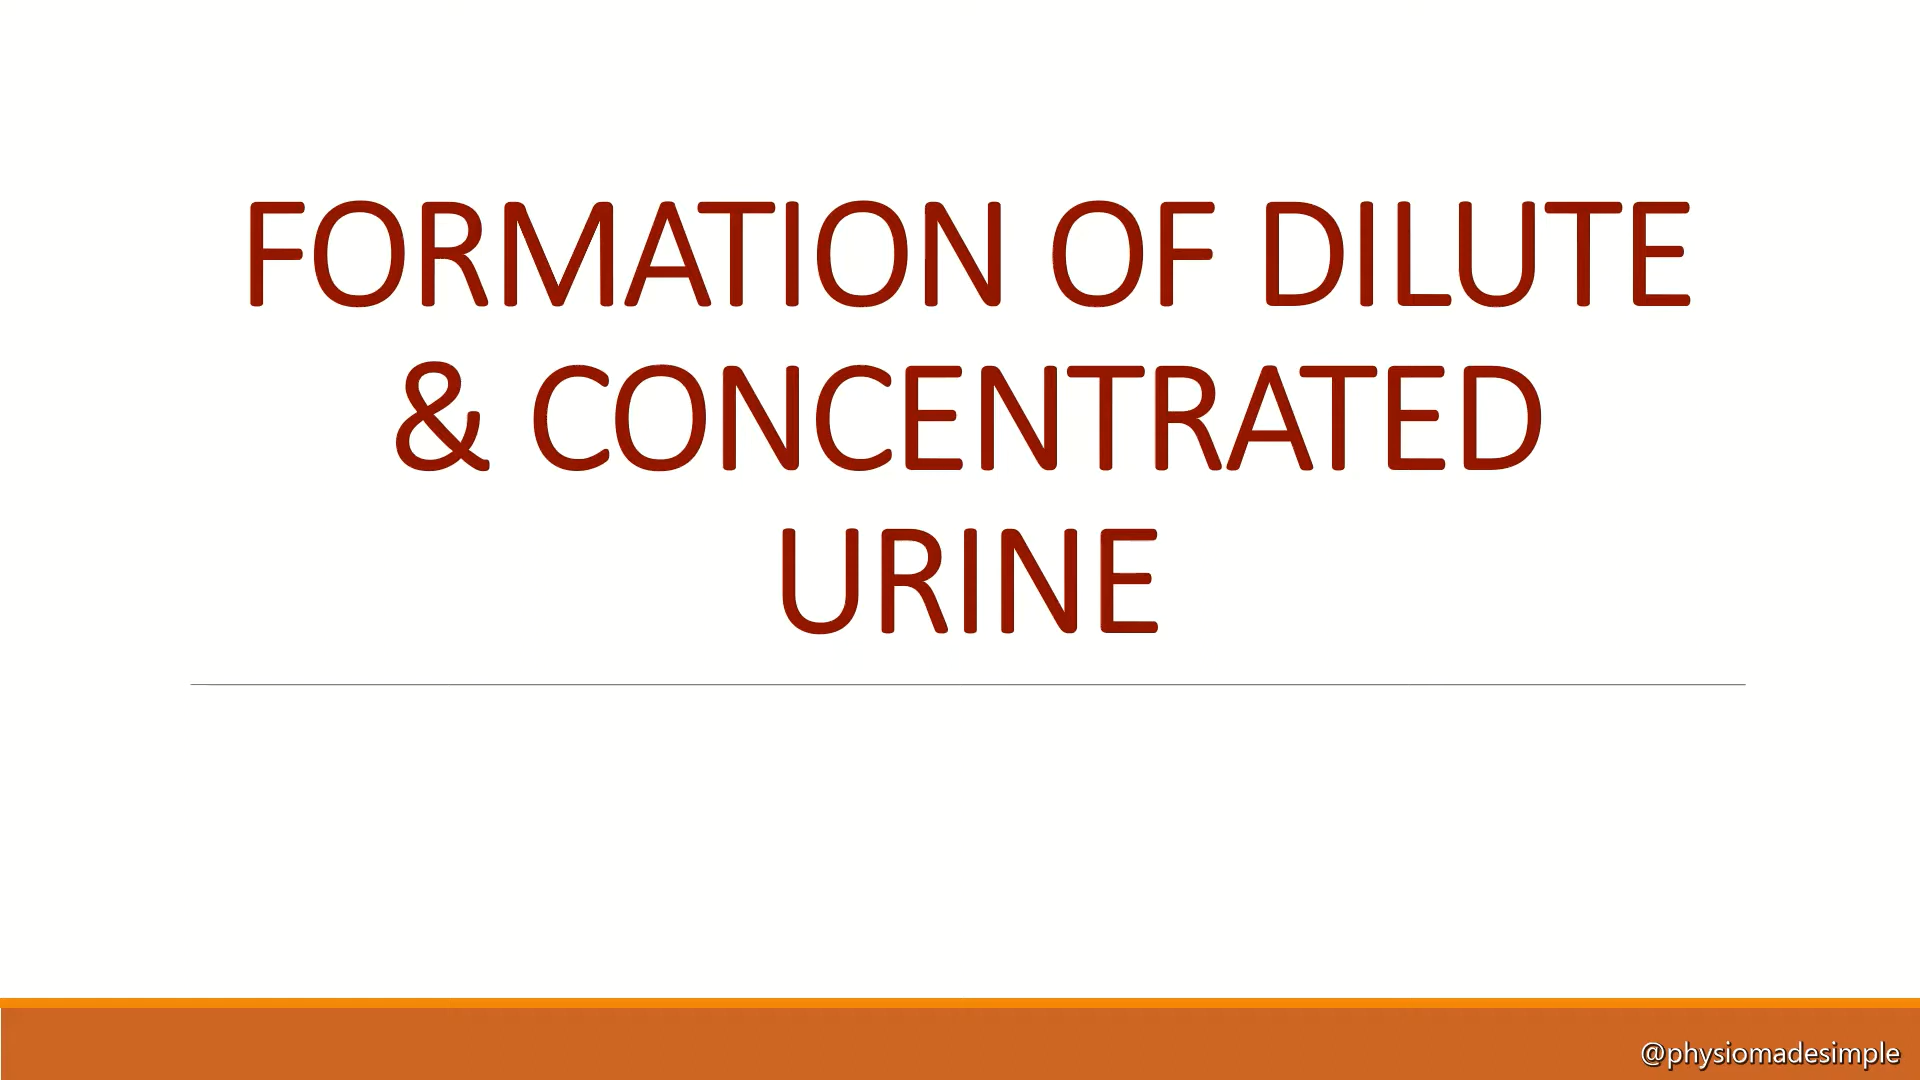 FORMATION OF DILUTE
& CONCENTRATED
URINE
@physiomadesimple